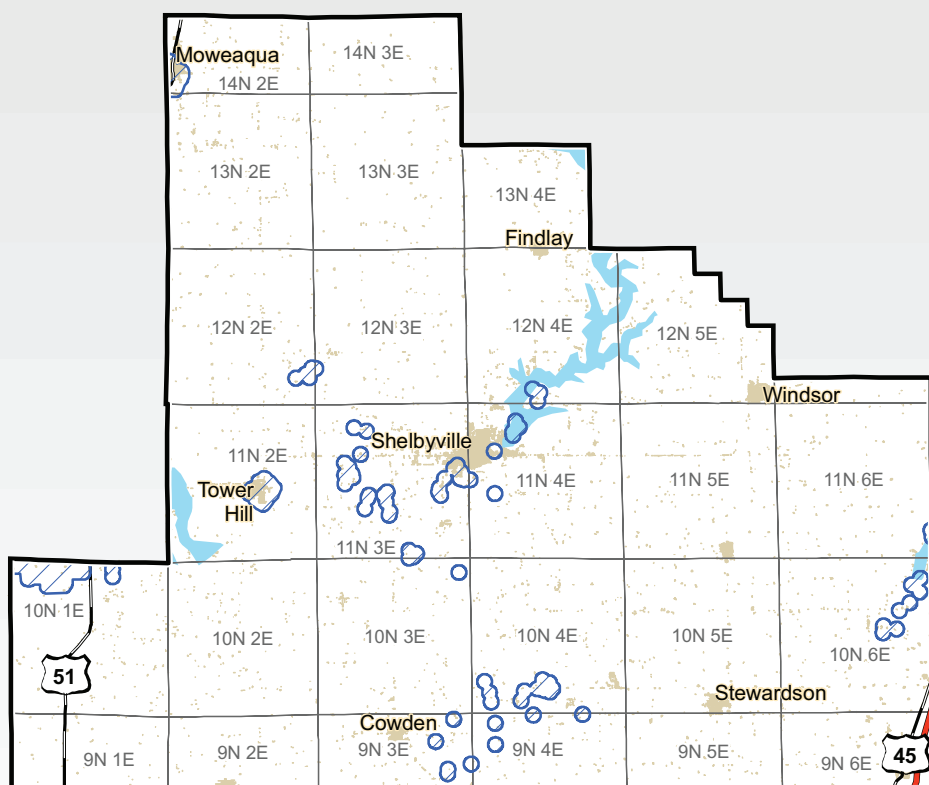 14N 3E
Moweaqua
14N 2E
13N 2E
13N 3E
13N 4E
Findlay
12N 2E
12N 3E
12N 4E
12N 5E
Windsor
Shelbyville
11N 2E
11N 4E
11N 5E
11N 6E
Tower
Hill
11N 3E
10N 1E
10N 2E
10N 3E
10N 4E
10N 5E
10N 6E
51
Stewardson
Cowden
9N 1E
9N 2E
9N 3E
9N 4E
9N 5E
9N 6E
45